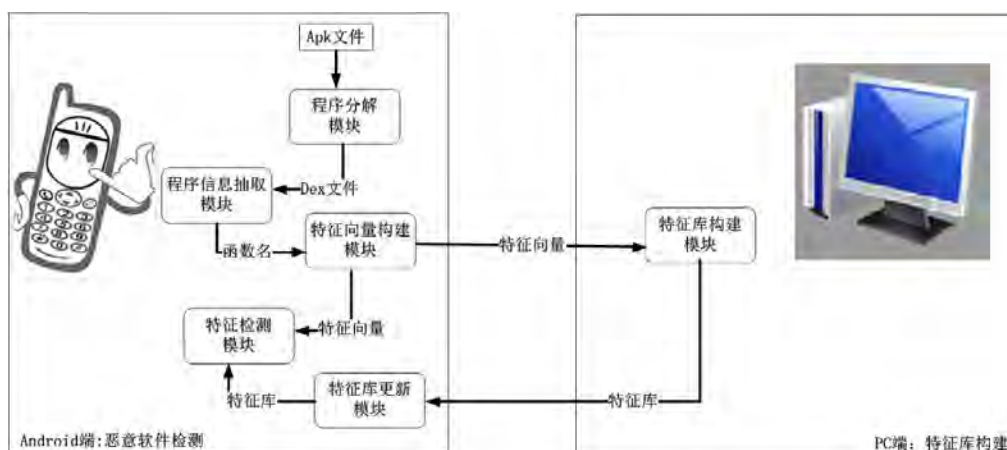 Apk文件
程序分解
模块
Dex文件
程序信息抽取
模块
函数名
特征向量构建
模块
特征向量
特征库构建
模块
特征向量
特征检测
模块
特征库
特征库更新
模块
特征库
Android端:恶意软件检测
PC端: 特征库构建